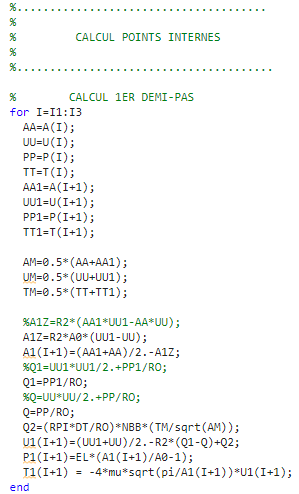 %......................................
%
%         CALCUL POINTS INTERNES
%
%.......................................

%        CALCUL 1ER DEMI-PAS
for I=I1:I3
  AA=A(I);
  UU=U(I);
  PP=P(I);
  TT=T(I);
  AA1=A(I+1);
  UU1=U(I+1);
  PP1=P(I+1);
  TT1=T(I+1);

  AM=0.5*(AA+AA1);
  UM=0.5*(UU+UU1);
  TM=0.5*(TT+TT1);

  %A1Z=R2*(AA1*UU1-AA*UU);
  A1Z=R2*A0*(UU1-UU);
  A1(I+1)=(AA1+AA)/2.-A1Z;
  %Q1=UU1*UU1/2.+PP1/RO;
  Q1=PP1/RO;
  %Q=UU*UU/2.+PP/RO;
  Q=PP/RO;
  Q2=(RPI*DT/RO)*NBB*(TM/sqrt(AM));
  U1(I+1)=(UU1+UU)/2.-R2*(Q1-Q)+Q2;
  P1(I+1)=EL*(A1(I+1)/A0-1);
  T1(I+1) = -4*mu*sqrt(pi/A1(I+1))*U1(I+1);
end